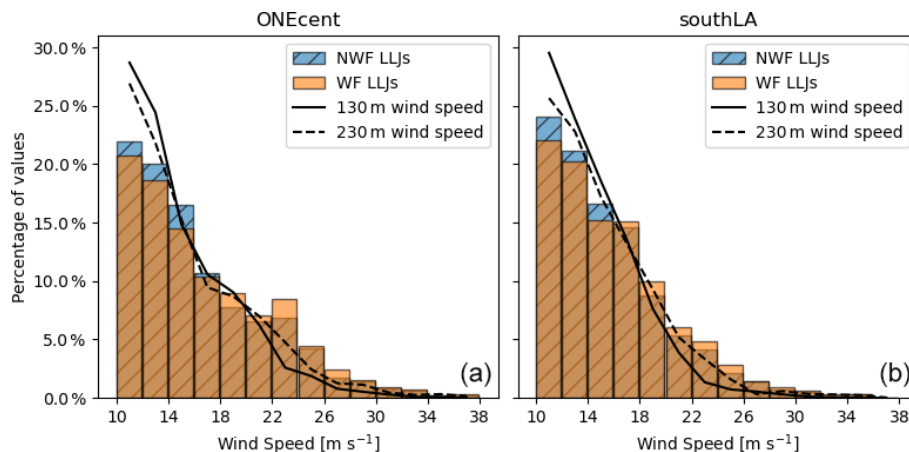 ONEcent
southLA
30.0 %
25.0 %
20.0 %
15.0 %
10.0 %
5.0 %
0.0 %
Percentage of values
NWF LLJs
WF LLJs
130 m wind speed
230 m wind speed
(a)
10 14 18 22 26 30 34 38
Wind Speed [m s⁻¹]
NWF LLJs
WF LLJs
130 m wind speed
230 m wind speed
(b)
10 14 18 22 26 30 34 38
Wind Speed [m s⁻¹]